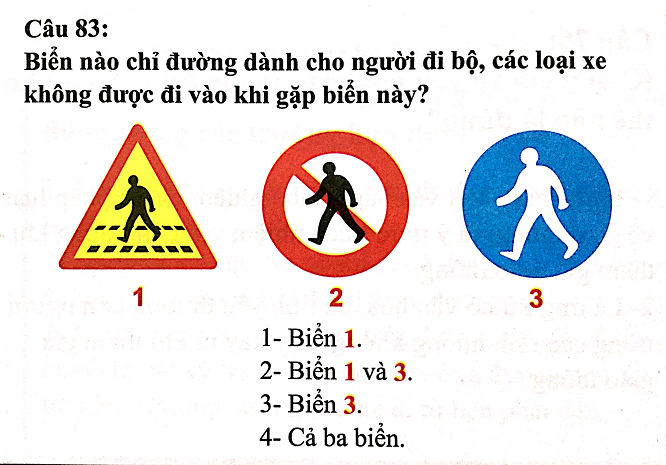 Câu 83:
Biển nào chỉ đường dành cho người đi bộ, các loại xe
không được đi vào khi gặp biển này?
1 2 3
1- Biển 1.
2- Biển 1 và 3.
3- Biển 3.
4- Cả ba biển.